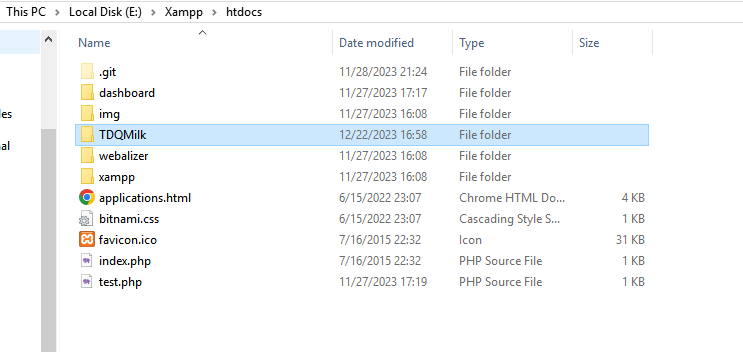 This PC > Local Disk (E:) > Xampp > htdocs
Name Date modified Type Size
.git 11/28/2023 21:24 File folder
dashboard 11/27/2023 17:17 File folder
img 11/27/2023 16:08 File folder
TDQMilk 12/22/2023 16:58 File folder
webalizer 11/27/2023 16:08 File folder
xampp 11/27/2023 16:08 File folder
applications.html 6/15/2022 23:07 Chrome HTML Do... 4 KB
bitnami.css 6/15/2022 23:07 Cascading Style S... 1 KB
favicon.ico 7/16/2015 22:32 Icon 31 KB
index.php 7/16/2015 22:32 PHP Source File 1 KB
test.php 11/27/2023 17:19 PHP Source File 1 KB
les
nal